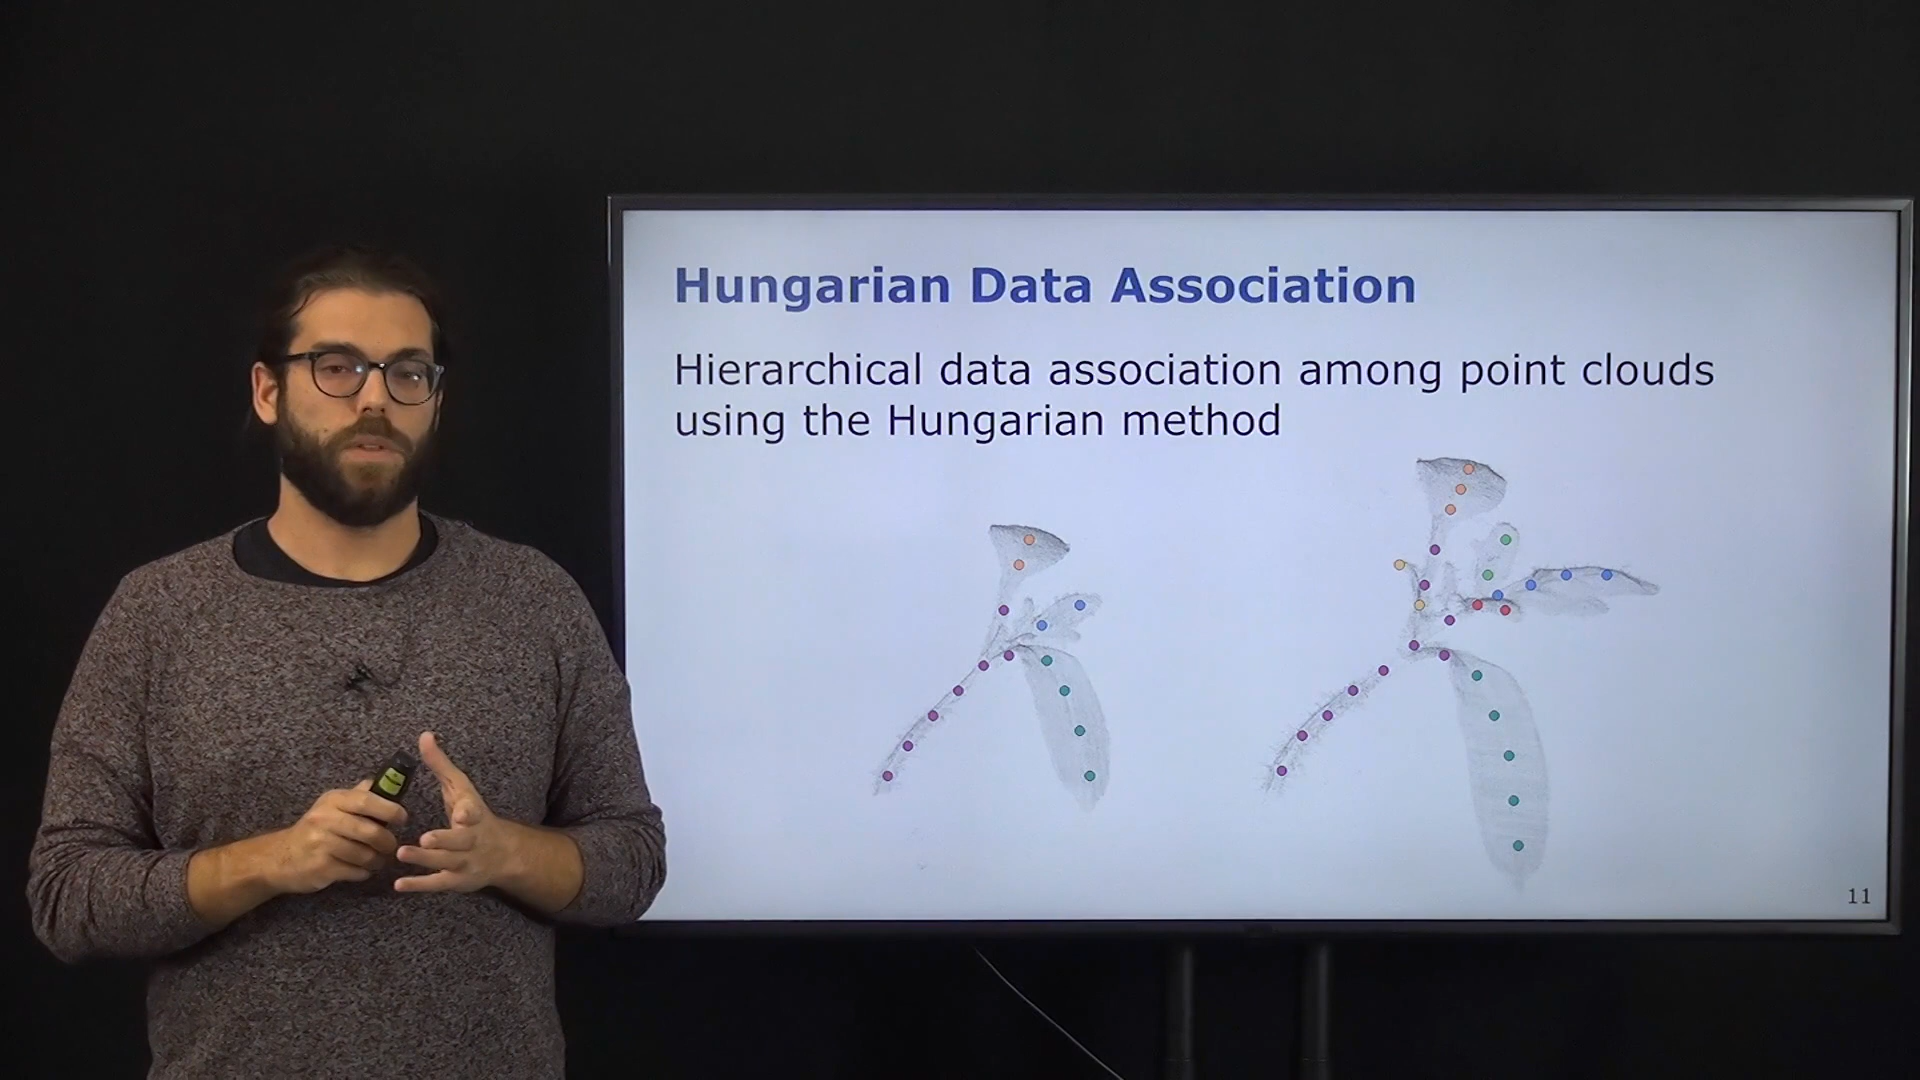 Hungarian Data Association
Hierarchical data association among point clouds
using the Hungarian method
11